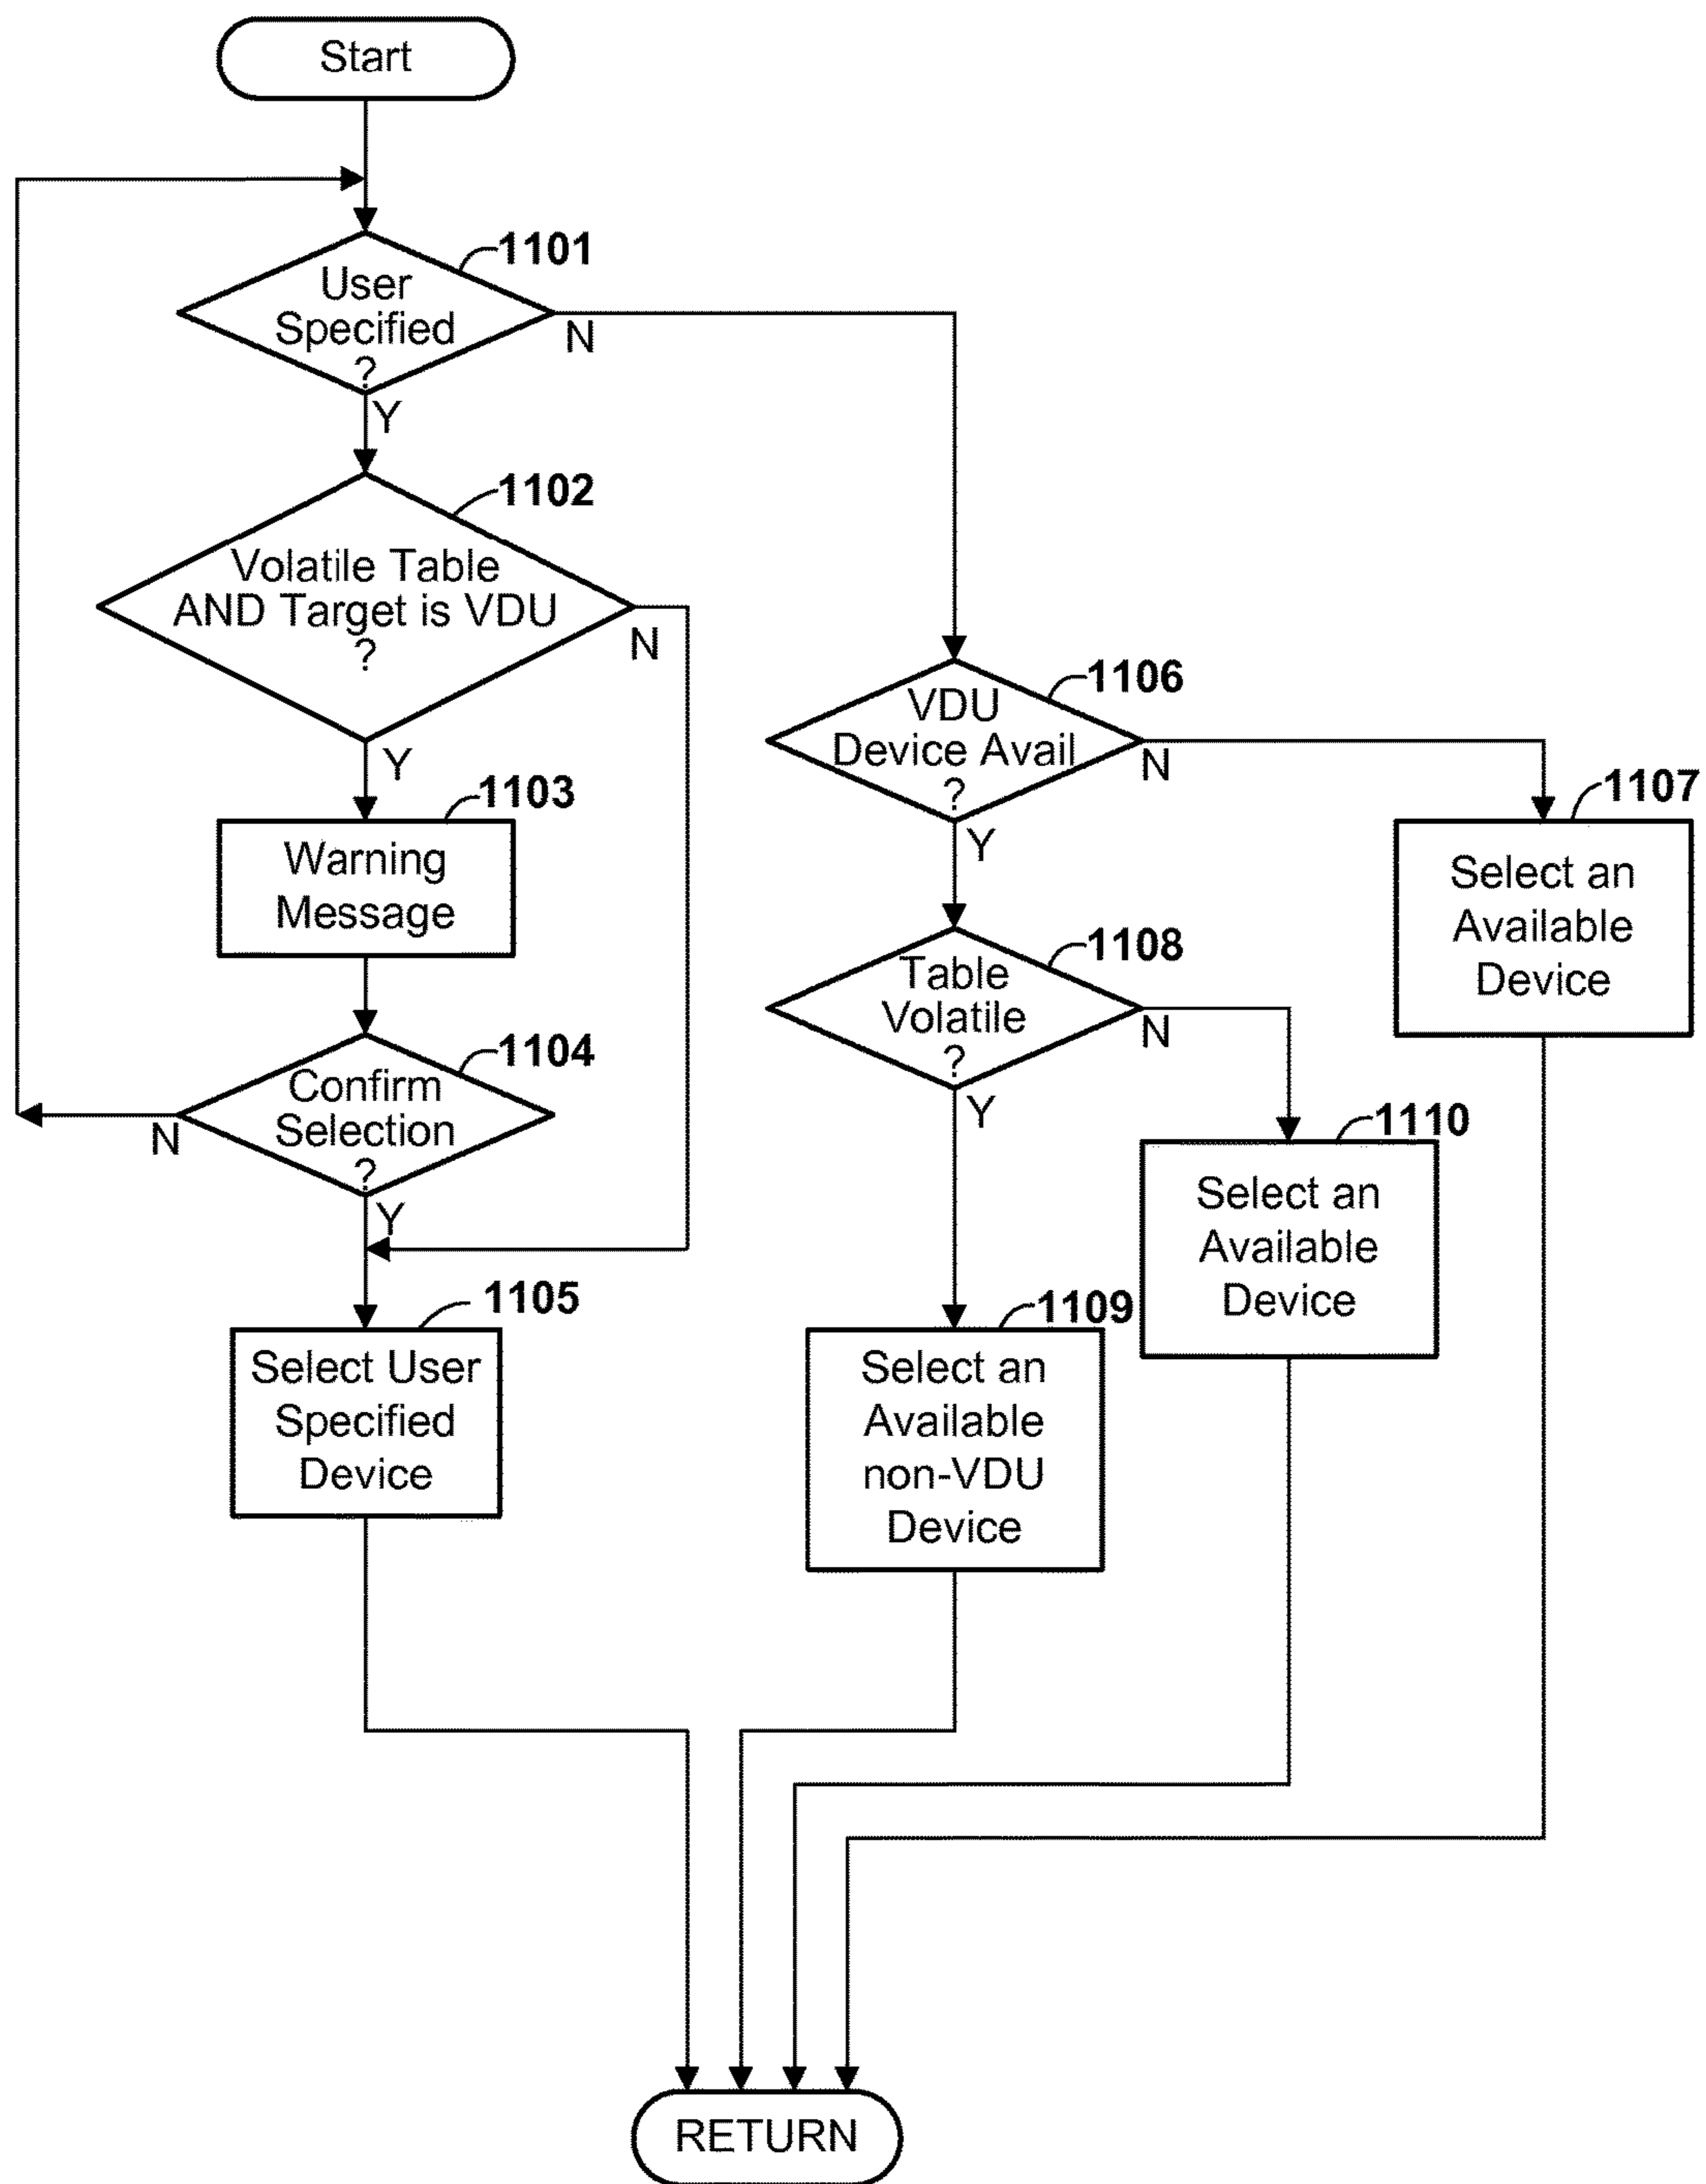 Start
1101
User
Specified
?
N
Y
1102
Volatile Table
AND Target is VDU
?
N
Y
1103
Warning
Message
1104
Confirm
Selection
?
N
Y
1105
Select User
Specified
Device
1106
VDU
Device Avail
?
N
Y
1107
Select an
Available
Device
1108
Table
Volatile
?
N
Y
1110
Select an
Available
Device
1109
Select an
Available
non-VDU
Device
RETURN